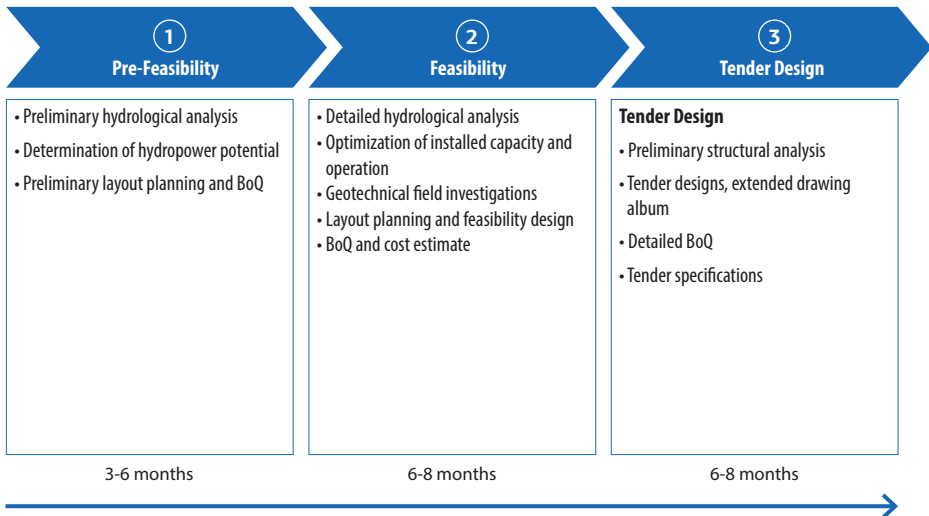 1
Pre-Feasibility
2
Feasibility
3
Tender Design
• Preliminary hydrological analysis
• Determination of hydropower potential
• Preliminary layout planning and BoQ
• Detailed hydrological analysis
• Optimization of installed capacity and
operation
• Geotechnical field investigations
• Layout planning and feasibility design
• BoQ and cost estimate
Tender Design
• Preliminary structural analysis
• Tender designs, extended drawing
album
• Detailed BoQ
• Tender specifications
3-6 months
6-8 months
6-8 months